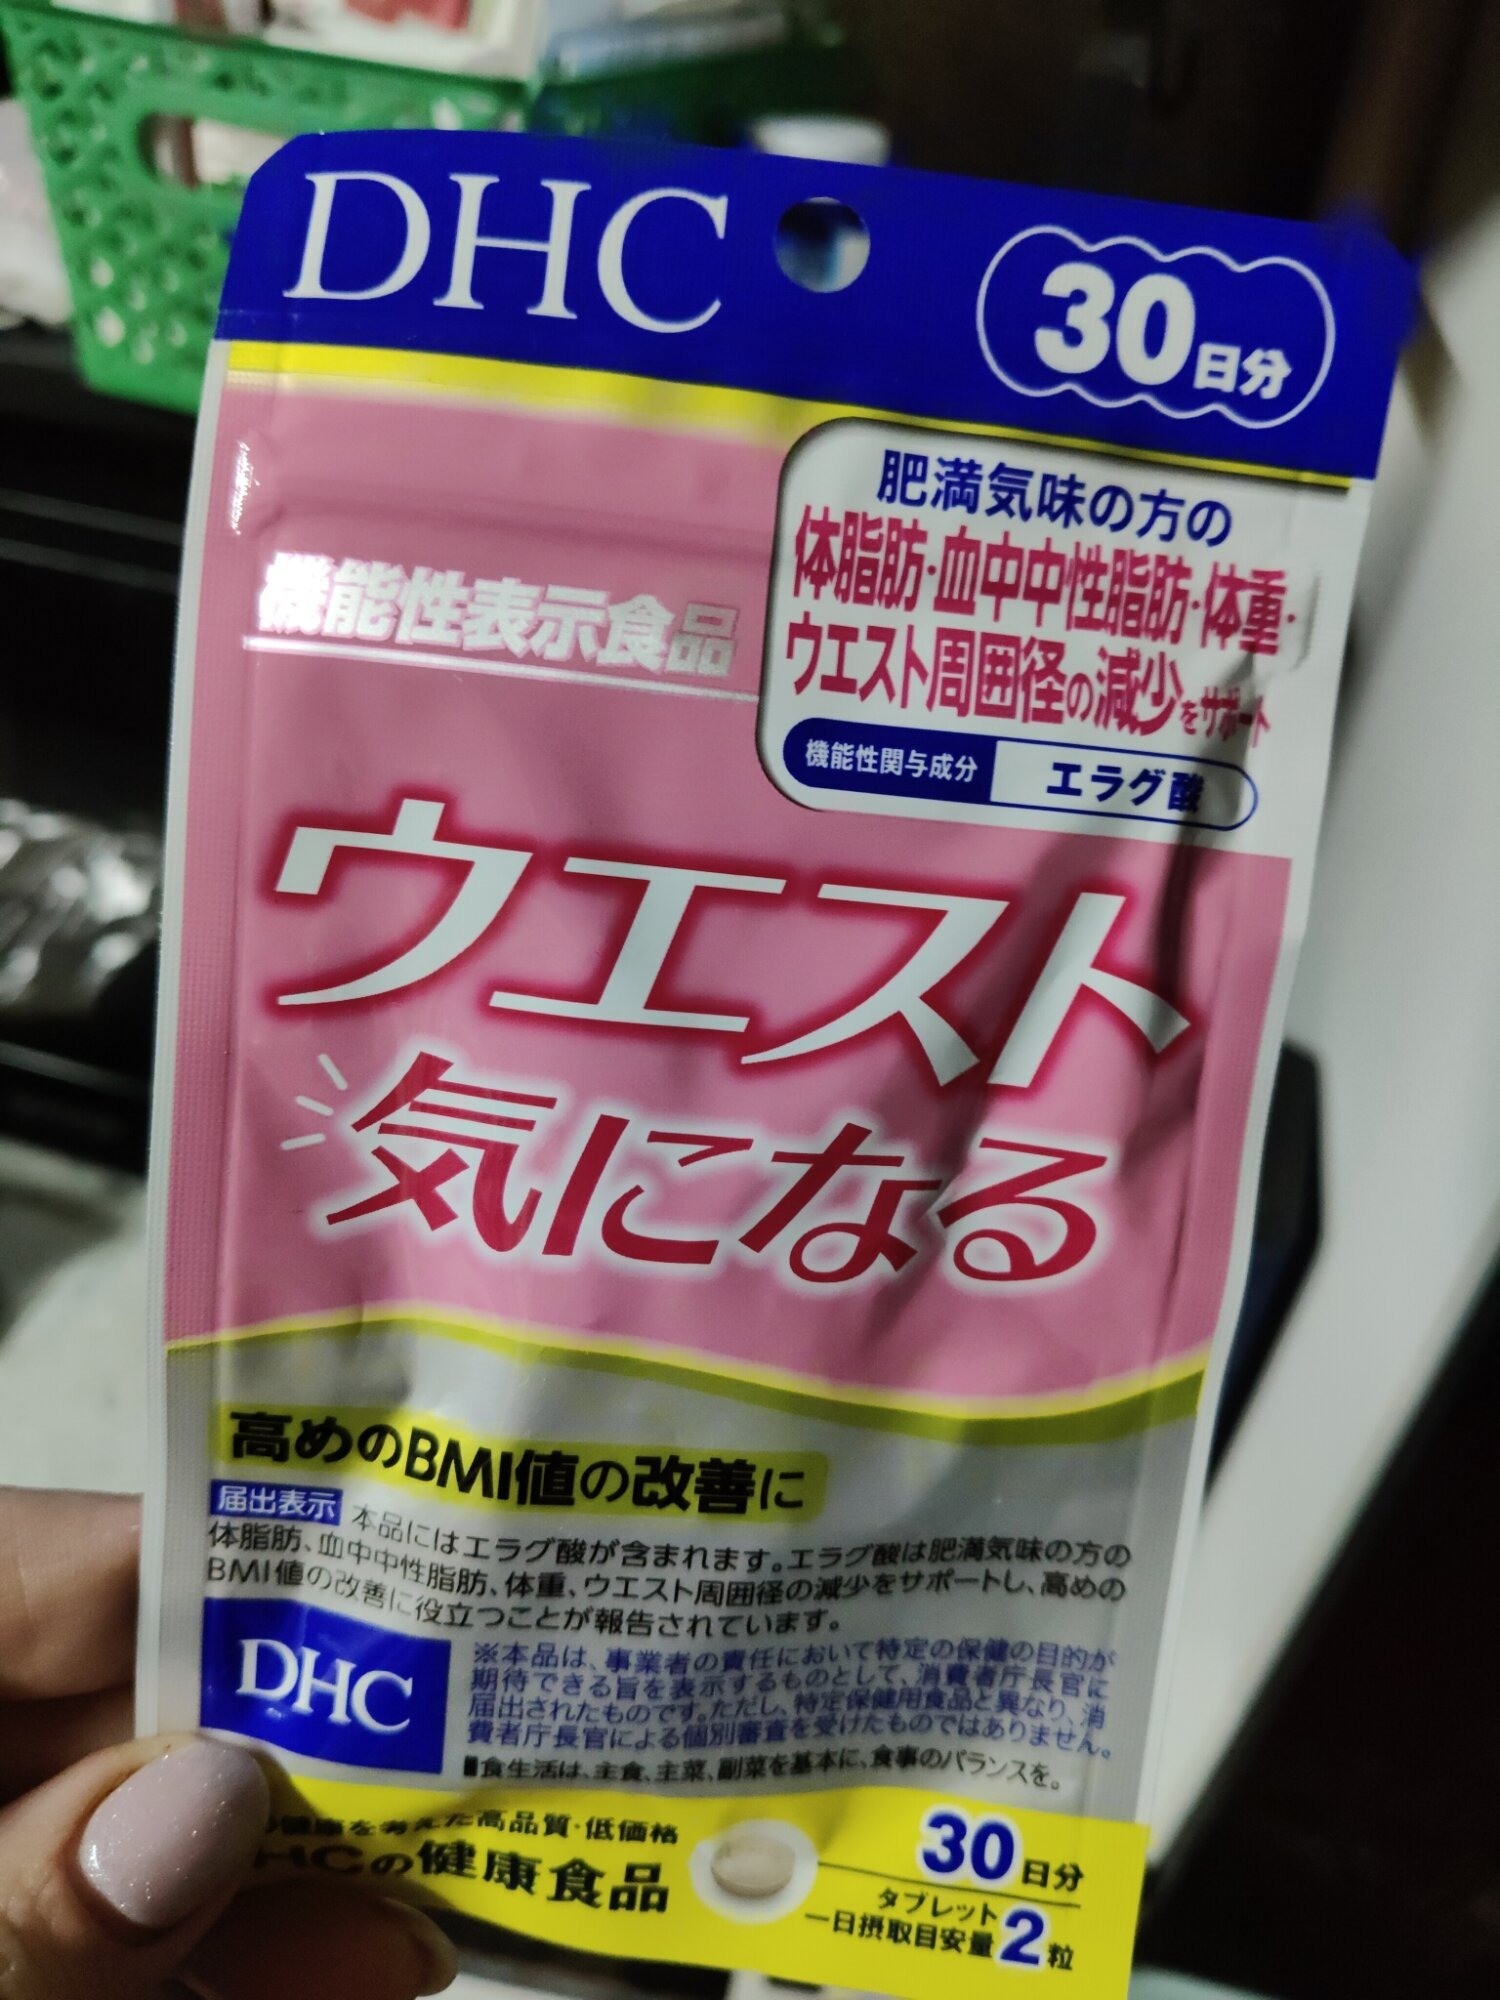 DHC
30日分
肥満気味の方の
体脂肪・血中中性脂肪・体重・
ウエスト周囲径の減少をサポート
機能性関与成分 エラグ酸
機能性表示食品
ウエスト
気になる
高めのBMI値の改善に
届出表示 本品にはエラグ酸が含まれます。エラグ酸は肥満気味の方の
体脂肪、血中中性脂肪、体重、ウエスト周囲径の減少をサポートし、高めの
BMI値の改善に役立つことが報告されています。
DHC
※本品は、事業者の責任において特定の保健の目的が
期待できる旨を表示するものとして、消費者庁長官に
届出されたものです。ただし、特定保健用食品と異なり、消
費者庁長官による個別審査を受けたものではありません。
■食生活は、主食、主菜、副菜を基本に、食事のバランスを。
健康を考えた高品質・低価格
HCの健康食品
30日分
タブレット
一日摂取目安量 2粒